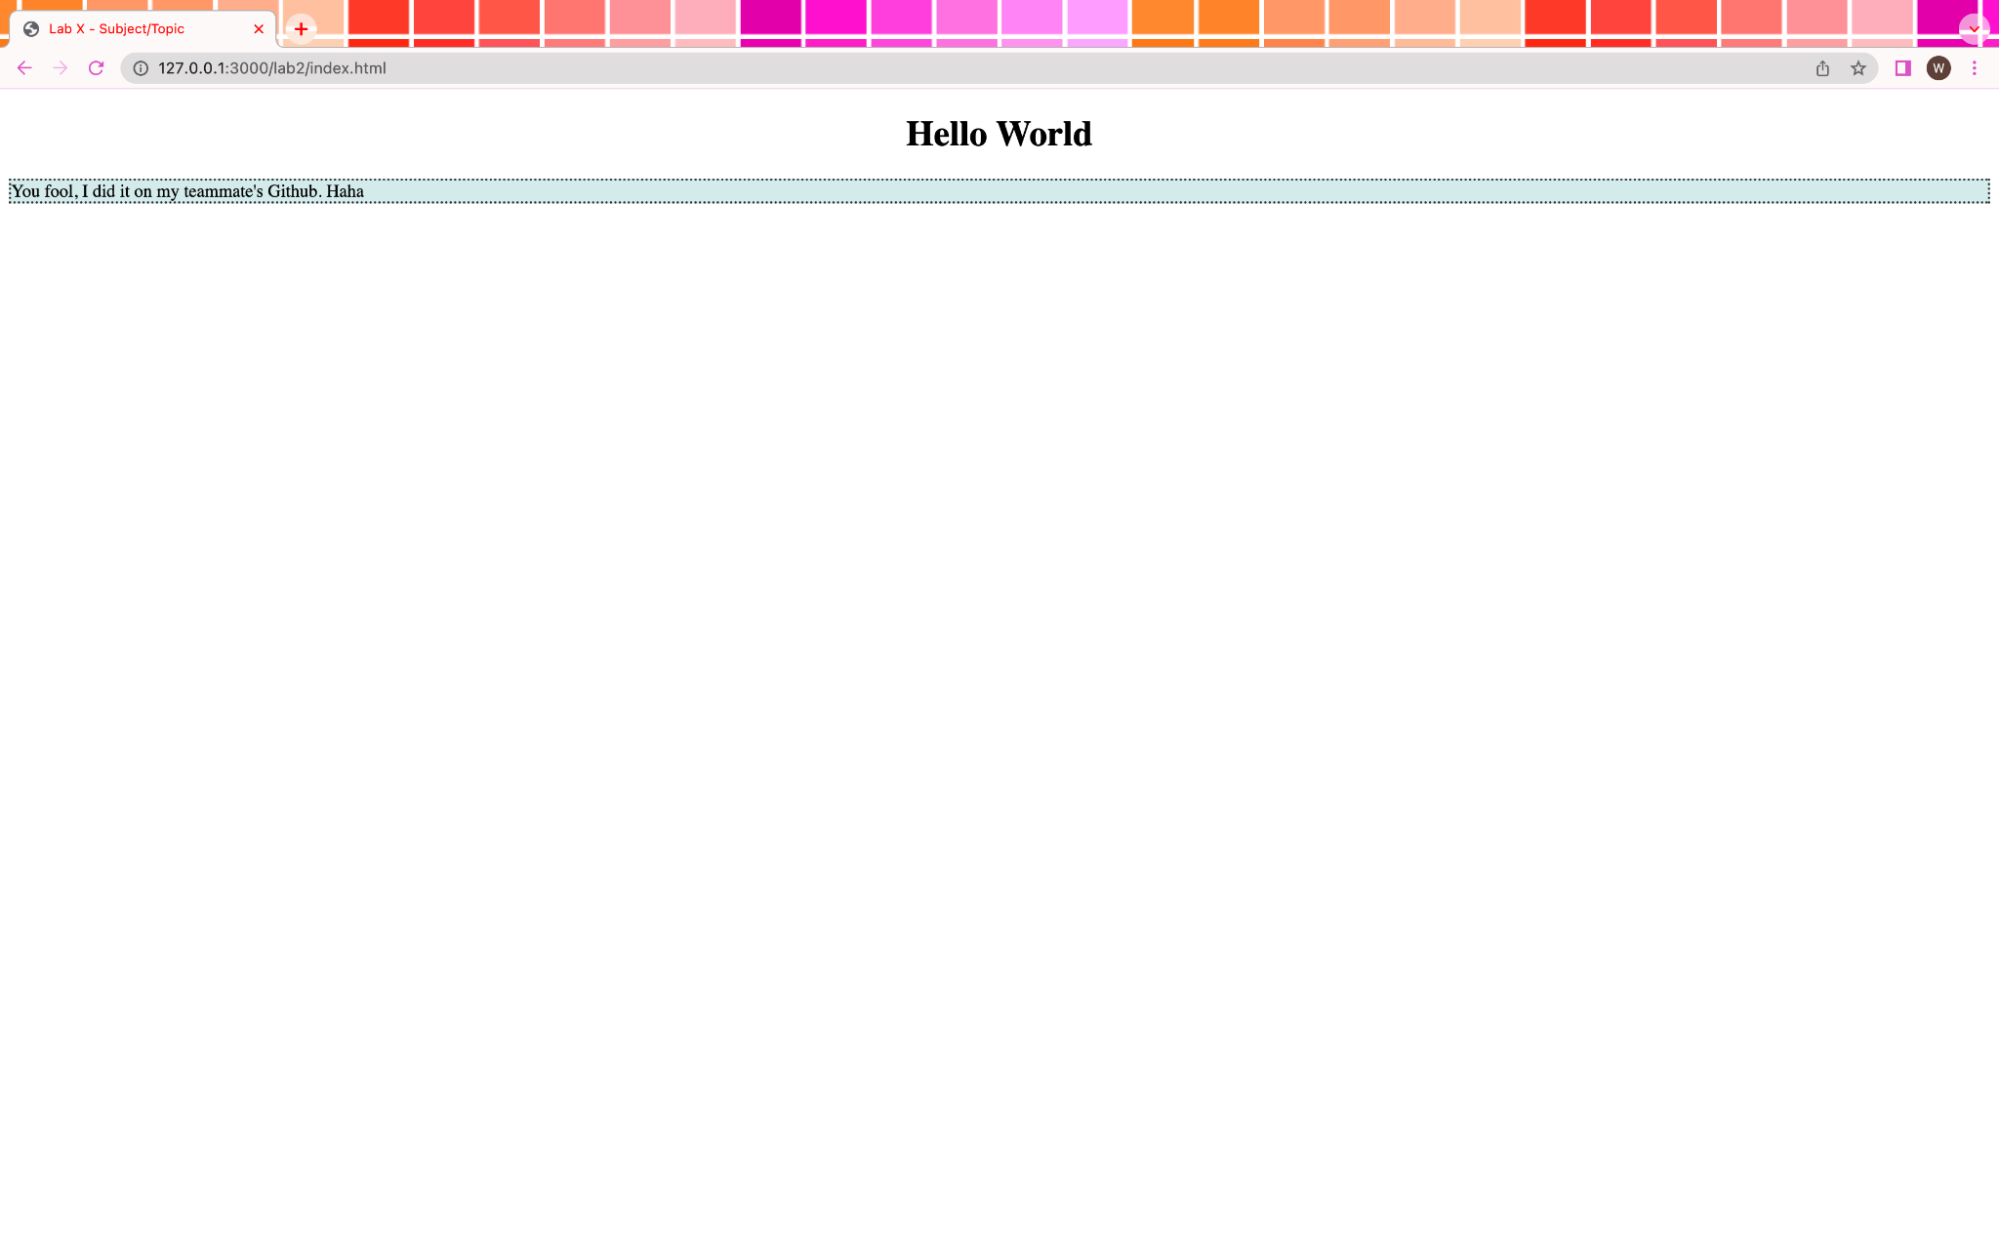 Lab X - Subject/Topic
127.0.0.1:3000/lab2/index.html
W
Hello World
You fool, I did it on my teammate's Github. Haha